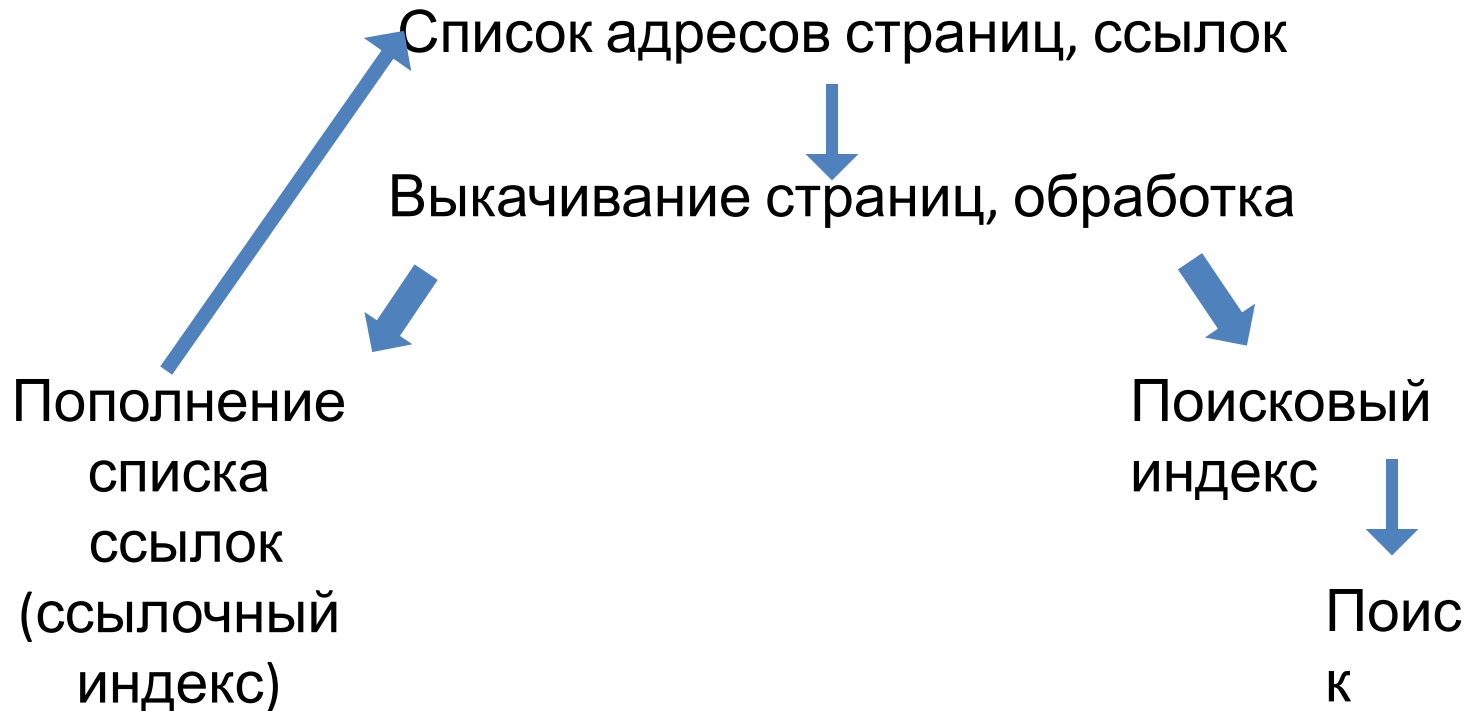 Список адресов страниц, ссылок
Выкачивание страниц, обработка
Пополнение
списка
ссылок
(ссылочный
индекс)
Поисковый
индекс
Поис
к